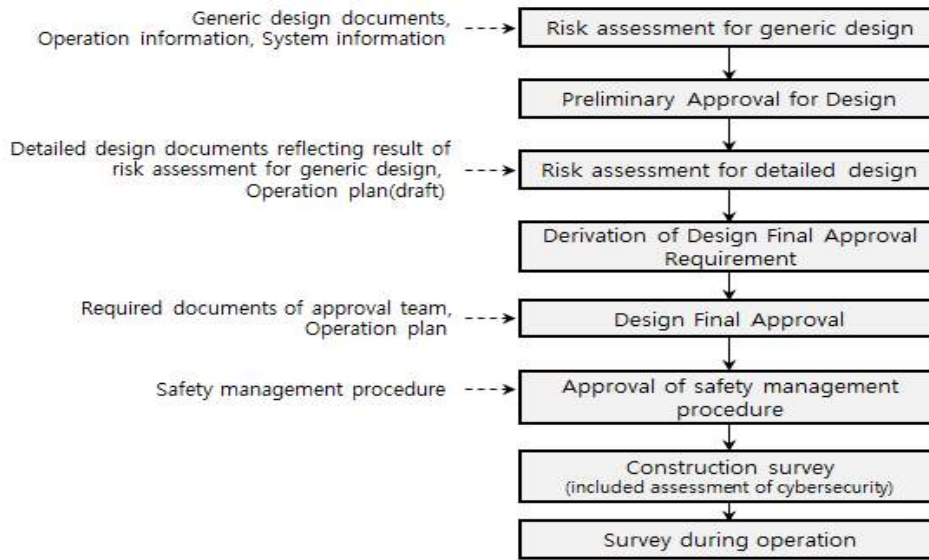 Generic design documents,
Operation information, System information
Risk assessment for generic design
Preliminary Approval for Design
Detailed design documents reflecting result of
risk assessment for generic design,
Operation plan(draft)
Risk assessment for detailed design
Derivation of Design Final Approval
Requirement
Required documents of approval team,
Operation plan
Design Final Approval
Safety management procedure
Approval of safety management
procedure
Construction survey
(included assessment of cybersecurity)
Survey during operation